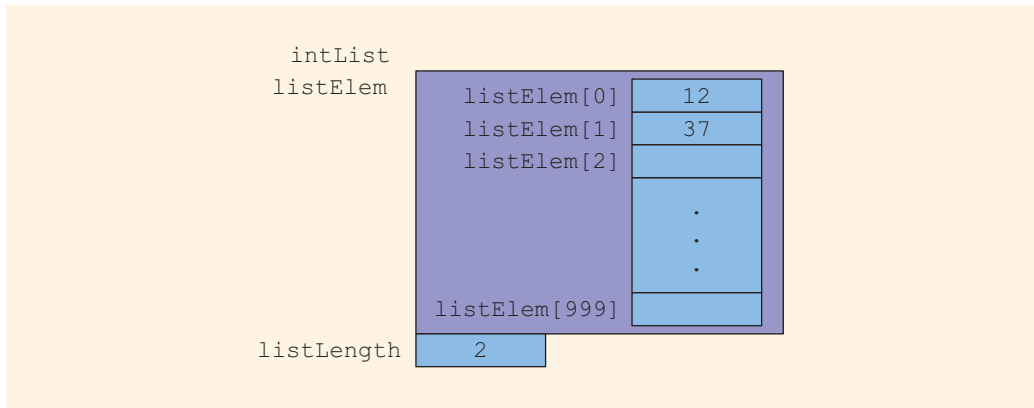 intList
listElem
listElem[0] 12
listElem[1] 37
listElem[2]
.
.
.
listElem[999]
listLength 2